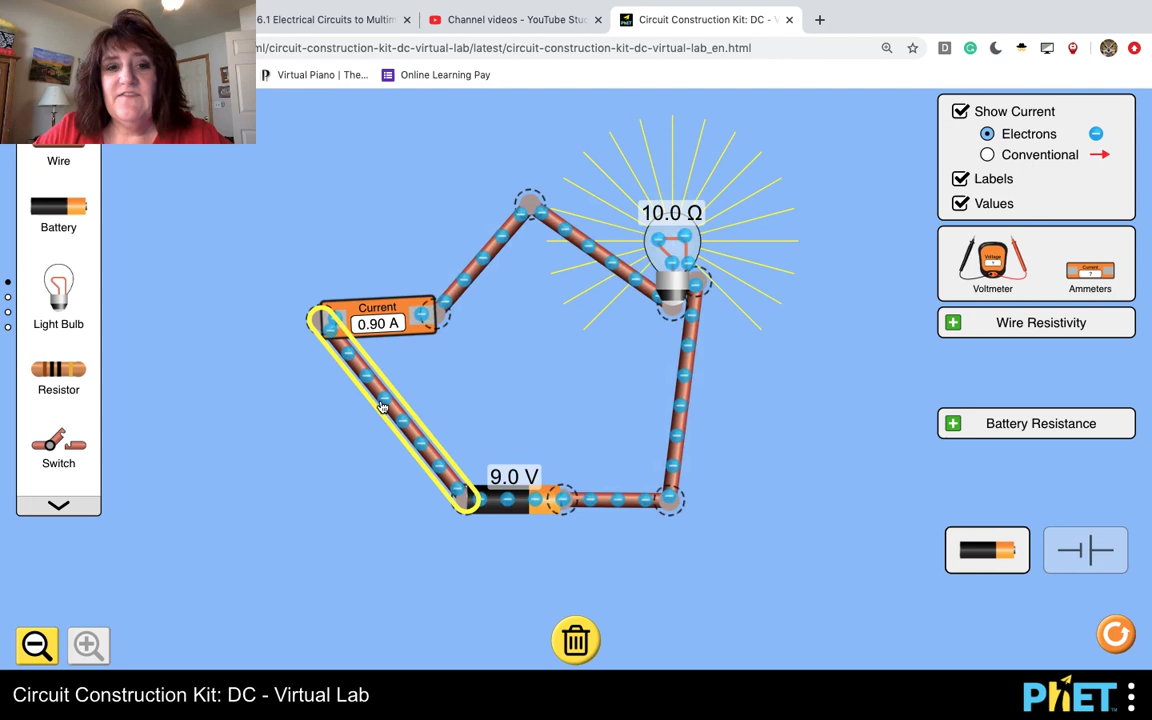 6.1 Electrical Circuits to Multim
Channel videos - YouTube Stu
Circuit Construction Kit: DC -
ml/circuit-construction-kit-dc-virtual-lab/latest/circuit-construction-kit-dc-virtual-lab_en.html
Virtual Piano | The...
Online Learning Pay
Show Current
Electrons
Conventional
Labels
Values
Voltage
?
Current
?
Voltmeter
Ammeters
Wire Resistivity
Battery Resistance
Wire
Battery
Light Bulb
Resistor
Switch
10.0 Ω
Current
0.90 A
9.0 V
Circuit Construction Kit: DC - Virtual Lab
PhET